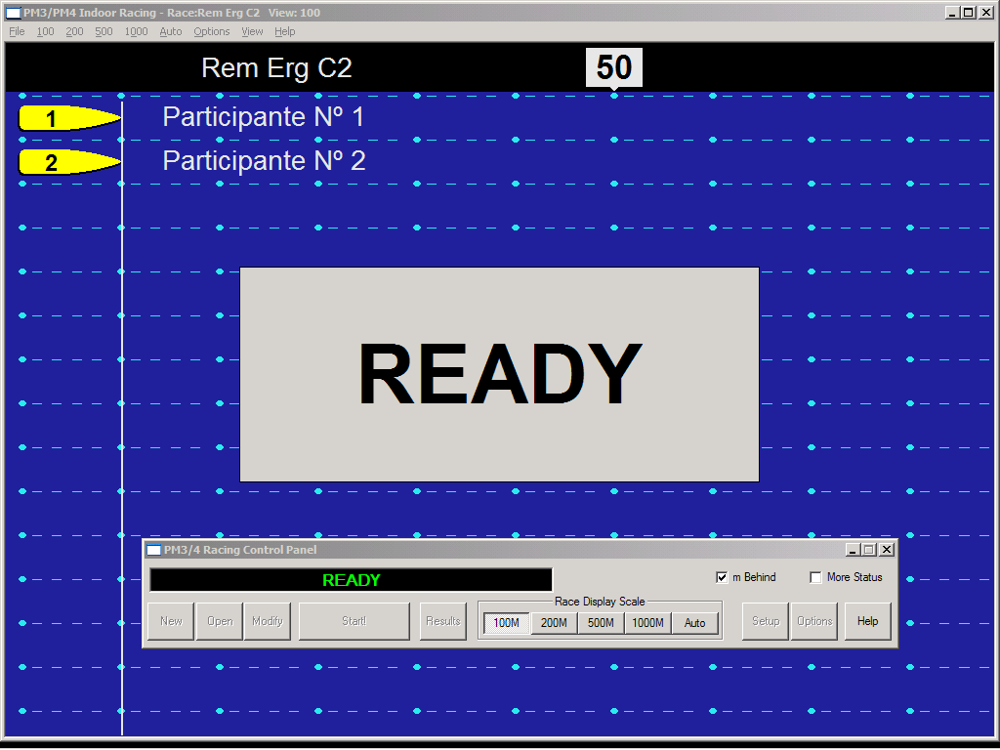 PM3/PM4 Indoor Racing - Race:Rem Erg C2 View: 100
File 100 200 500 1000 Auto Options View Help
Rem Erg C2 50
1 Participante Nº 1
2 Participante Nº 2
READY
PM3/4 Racing Control Panel
READY
m Behind More Status
Race Display Scale
New Open Modify Start! Results 100M 200M 500M 1000M Auto Setup Options Help